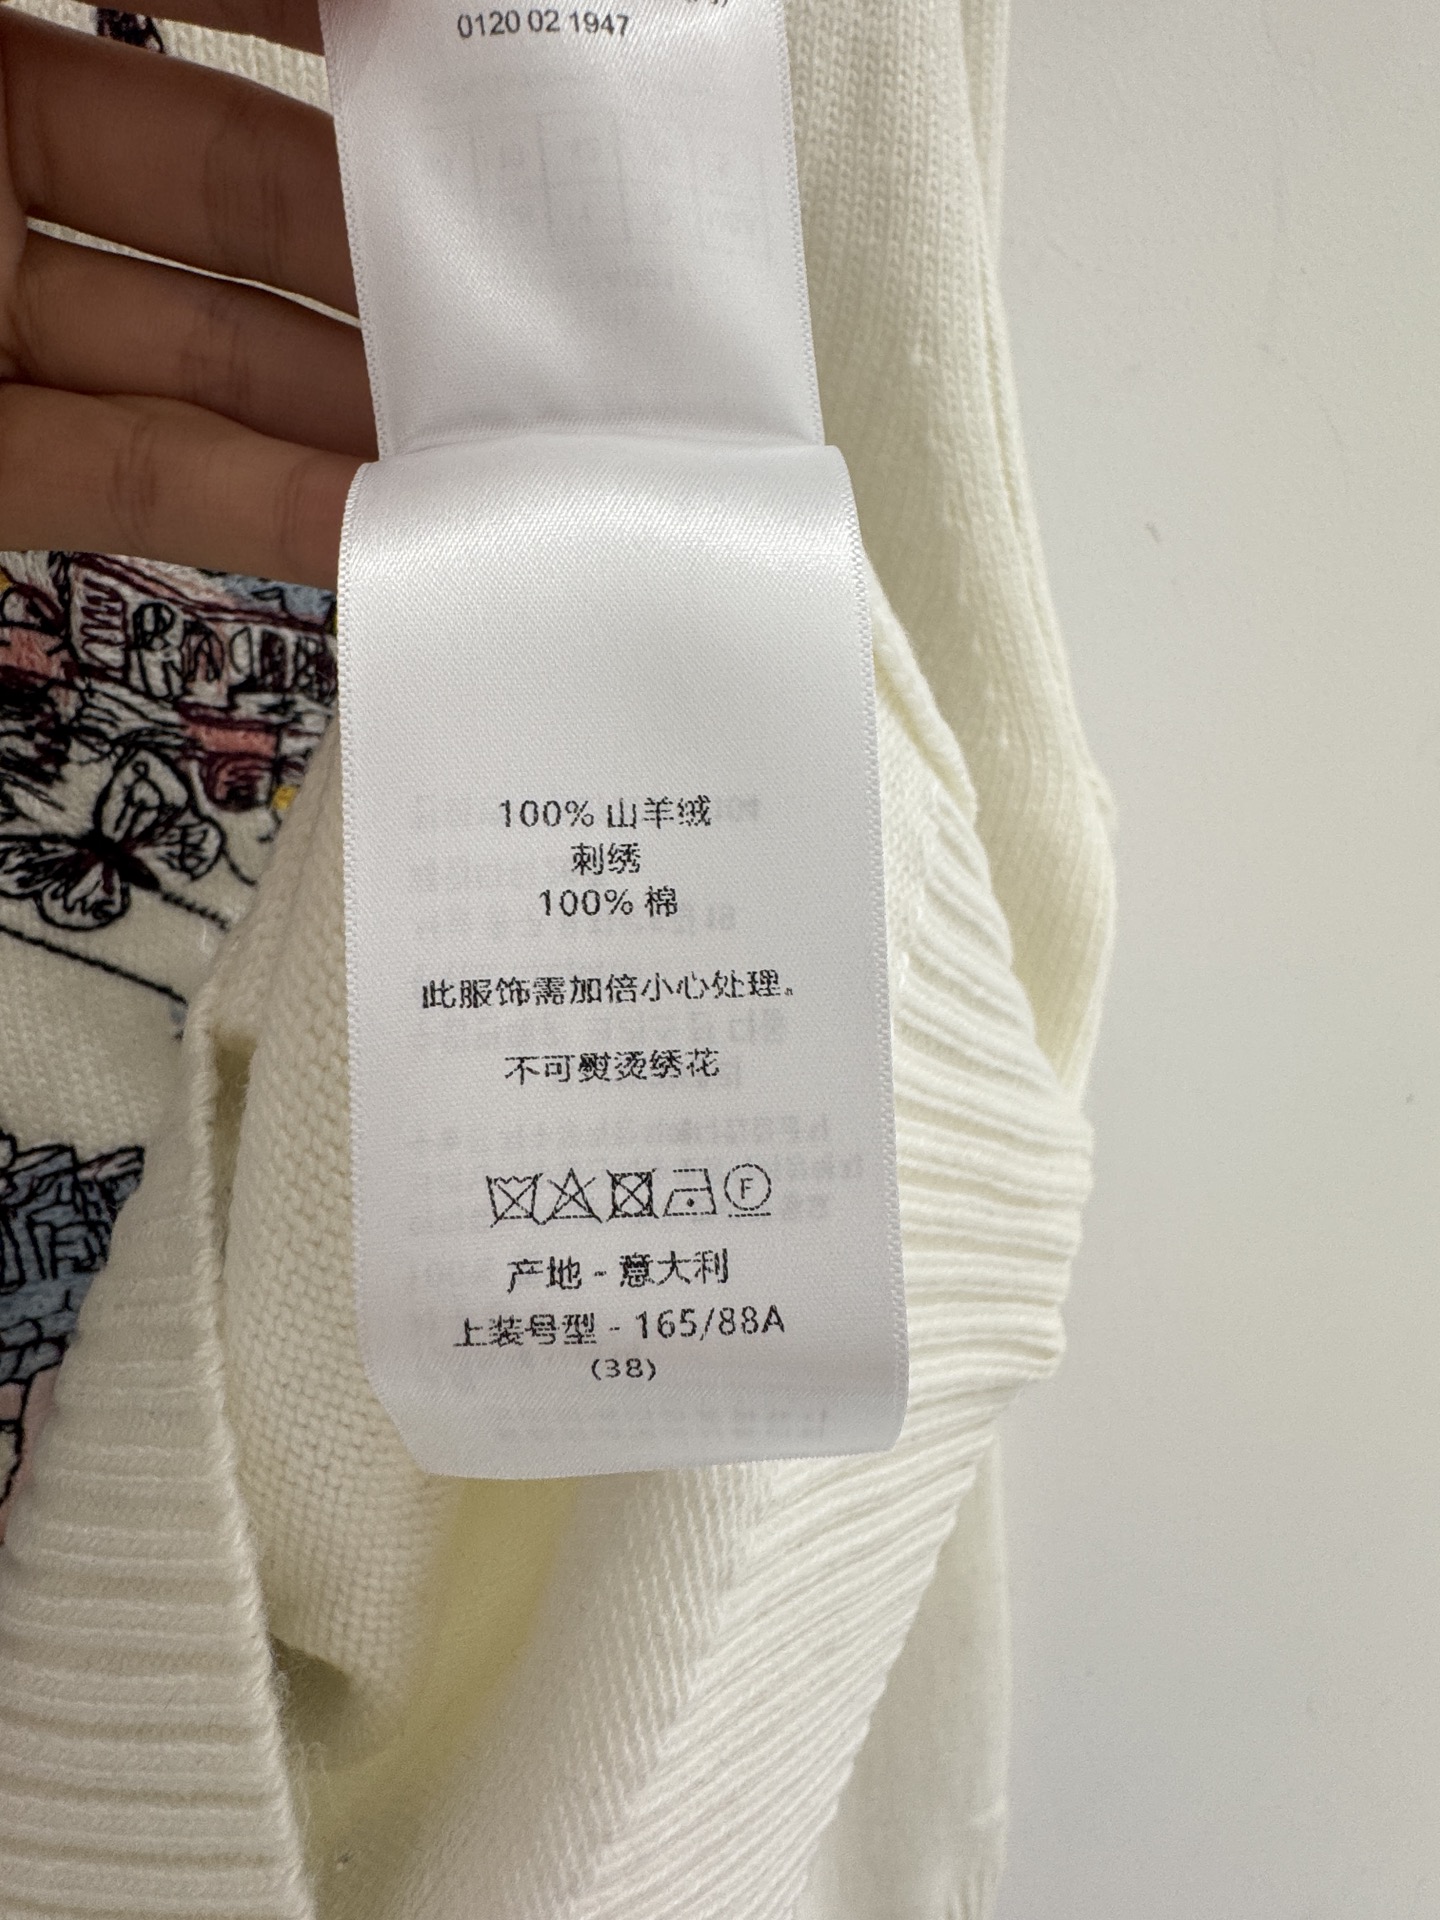 0120 02 1947
100% 山羊绒
刺绣
100% 棉
此服饰需加倍小心处理。
不可熨烫绣花
F
产地 - 意大利
上装号型 - 165/88A
(38)